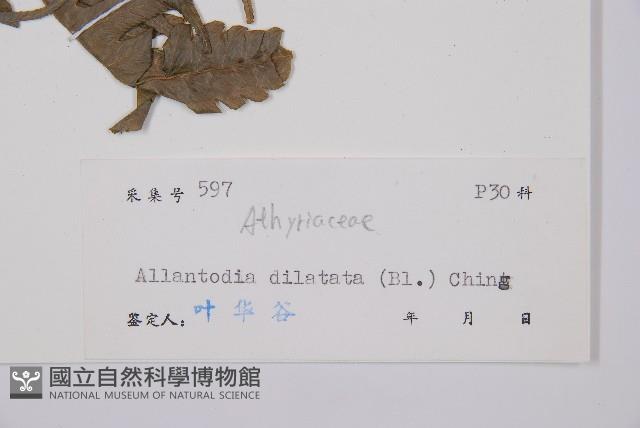 采集号 597 P30 科
Athyriaceae
Allantodia dilatata (Bl.) Ching
鉴定人: 叶华谷 年 月 日
國立自然科學博物館
NATIONAL MUSEUM OF NATURAL SCIENCE